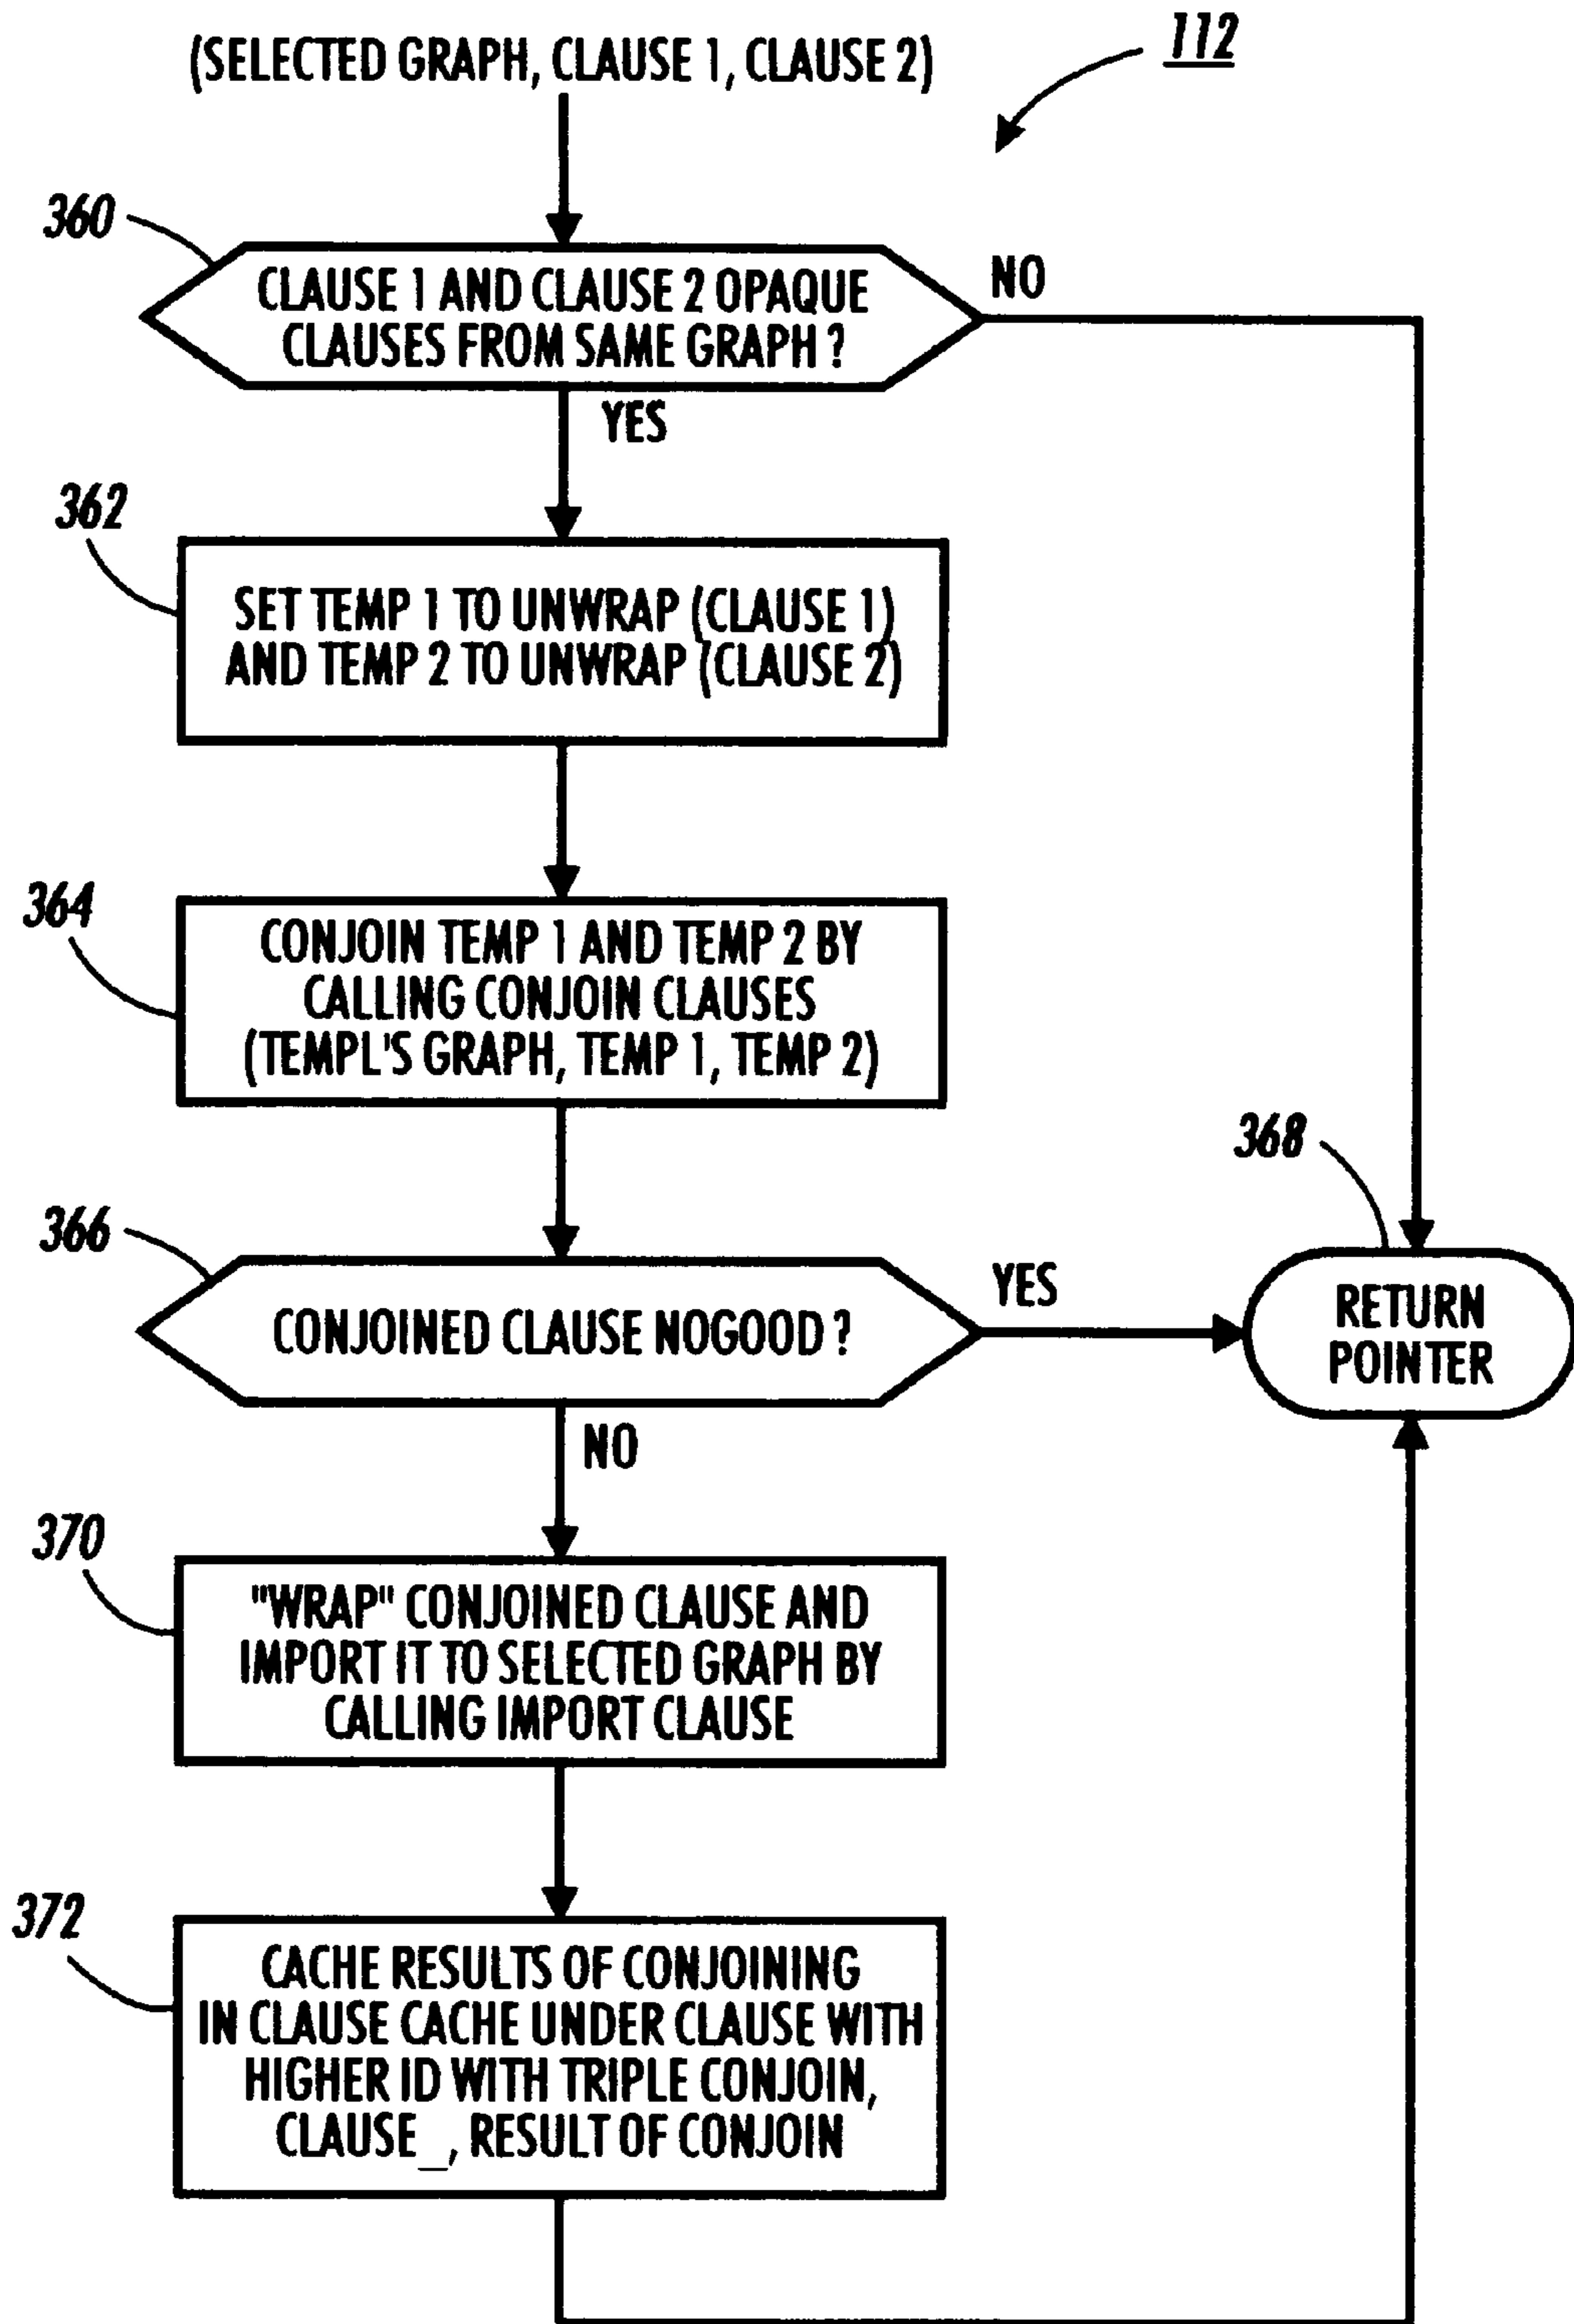 (SELECTED GRAPH, CLAUSE 1, CLAUSE 2)
112
360
CLAUSE 1 AND CLAUSE 2 OPAQUE
CLAUSES FROM SAME GRAPH ?
NO
YES
362
SET TEMP 1 TO UNWRAP (CLAUSE 1)
AND TEMP 2 TO UNWRAP (CLAUSE 2)
364
CONJOIN TEMP 1 AND TEMP 2 BY
CALLING CONJOIN CLAUSES
(TEMPL'S GRAPH, TEMP 1, TEMP 2)
368
366
CONJOINED CLAUSE NOGOOD ?
YES
RETURN
POINTER
NO
370
"WRAP" CONJOINED CLAUSE AND
IMPORT IT TO SELECTED GRAPH BY
CALLING IMPORT CLAUSE
372
CACHE RESULTS OF CONJOINING
IN CLAUSE CACHE UNDER CLAUSE WITH
HIGHER ID WITH TRIPLE CONJOIN,
CLAUSE_, RESULT OF CONJOIN